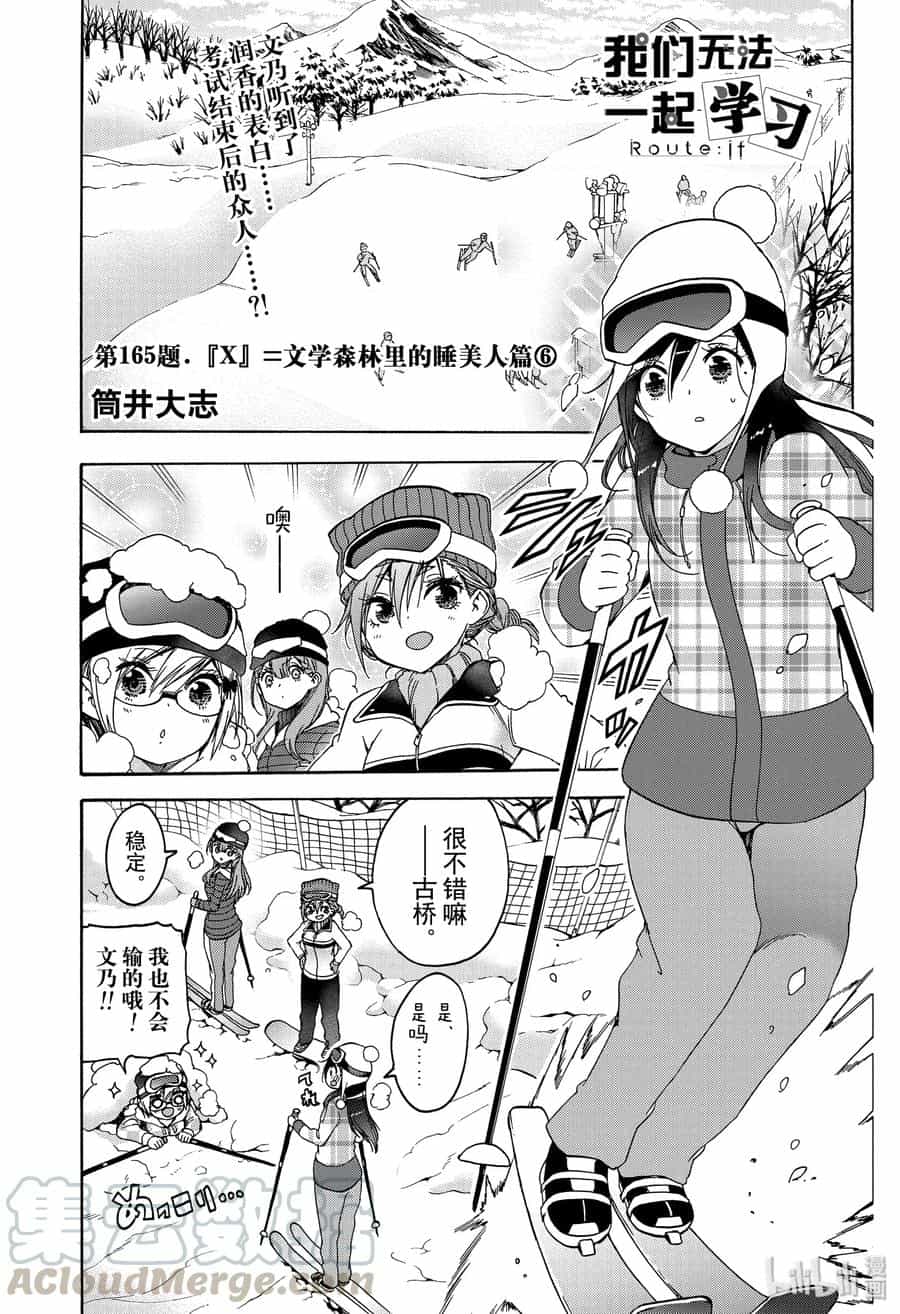 我们无法
一起学习
Route:if
文乃听到了
润香的表白……
考试结束后的众人………?!
第165题.『X』＝文学森林里的睡美人篇⑥
筒井大志
噢——
很不错嘛
——古桥。
稳定。
是、
是吗……
我也不会
输的哦！
文乃!!
集云数据
ACloudMerge.com
bilibili
漫画